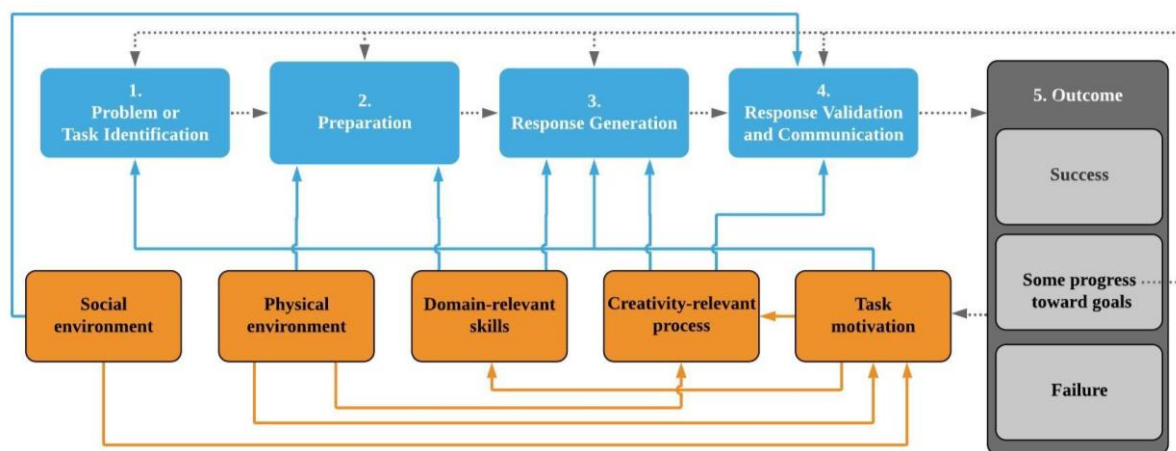 1.
Problem or
Task Identification
2.
Preparation
3.
Response Generation
4.
Response Validation
and Communication
5. Outcome
Success
Some progress
toward goals
Failure
Social
environment
Physical
environment
Domain-relevant
skills
Creativity-relevant
process
Task
motivation